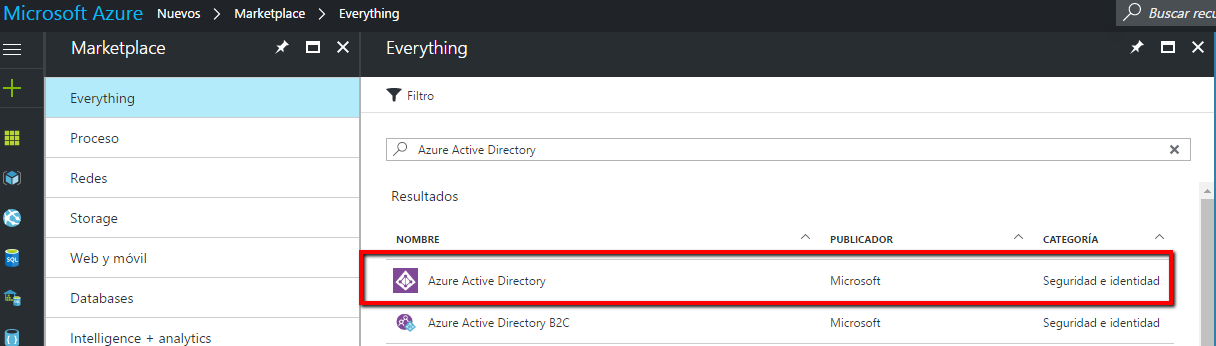 Microsoft Azure Nuevos > Marketplace > Everything Buscar recu
Marketplace
Everything
Proceso
Redes
Storage
Web y móvil
Databases
Intelligence + analytics
Everything
Filtro
Azure Active Directory
Resultados
NOMBRE PUBLICADOR CATEGORÍA
Azure Active Directory Microsoft Seguridad e identidad
Azure Active Directory B2C Microsoft Seguridad e identidad